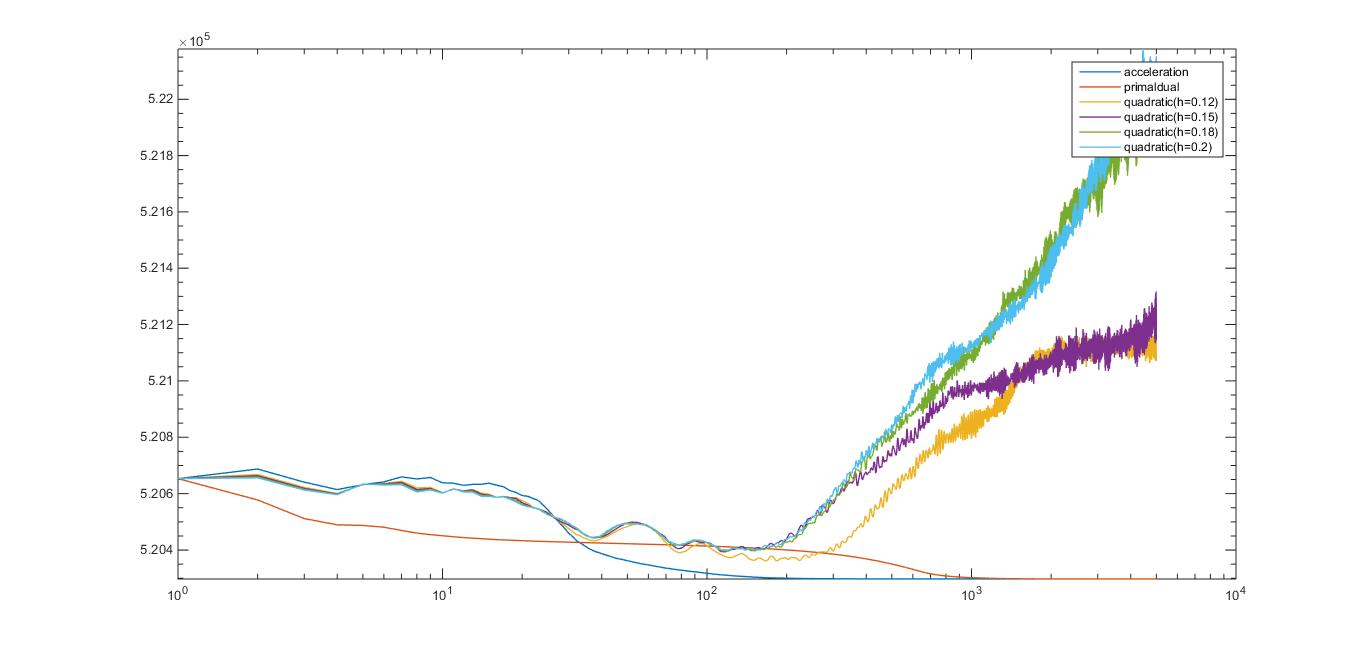 ×10⁵
5.22
5.218
5.216
5.214
5.212
5.21
5.208
5.206
5.204
10⁰ 10¹ 10² 10³ 10⁴
acceleration
primaldual
quadratic(h=0.12)
quadratic(h=0.15)
quadratic(h=0.18)
quadratic(h=0.2)